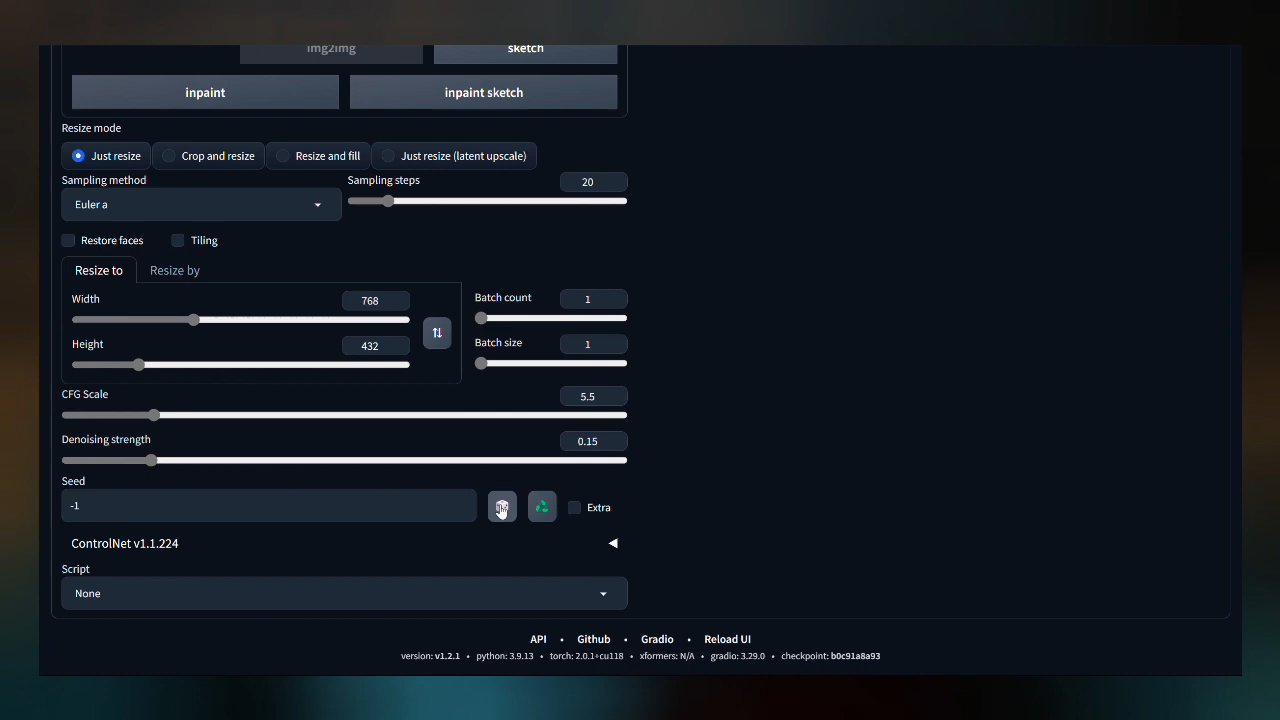 img2img
sketch
inpaint
inpaint sketch
Resize mode
Just resize
Crop and resize
Resize and fill
Just resize (latent upscale)
Sampling method
Sampling steps
20
Euler a
Restore faces
Tiling
Resize to
Resize by
Width
768
Batch count
1
Height
432
Batch size
1
CFG Scale
5.5
Denoising strength
0.15
Seed
-1
Extra
ControlNet v1.1.224
Script
None
API • Github • Gradio • Reload UI
version: v1.2.1 • python: 3.9.13 • torch: 2.0.1+cu118 • xformers: N/A • gradio: 3.29.0 • checkpoint: b0c91a8a93